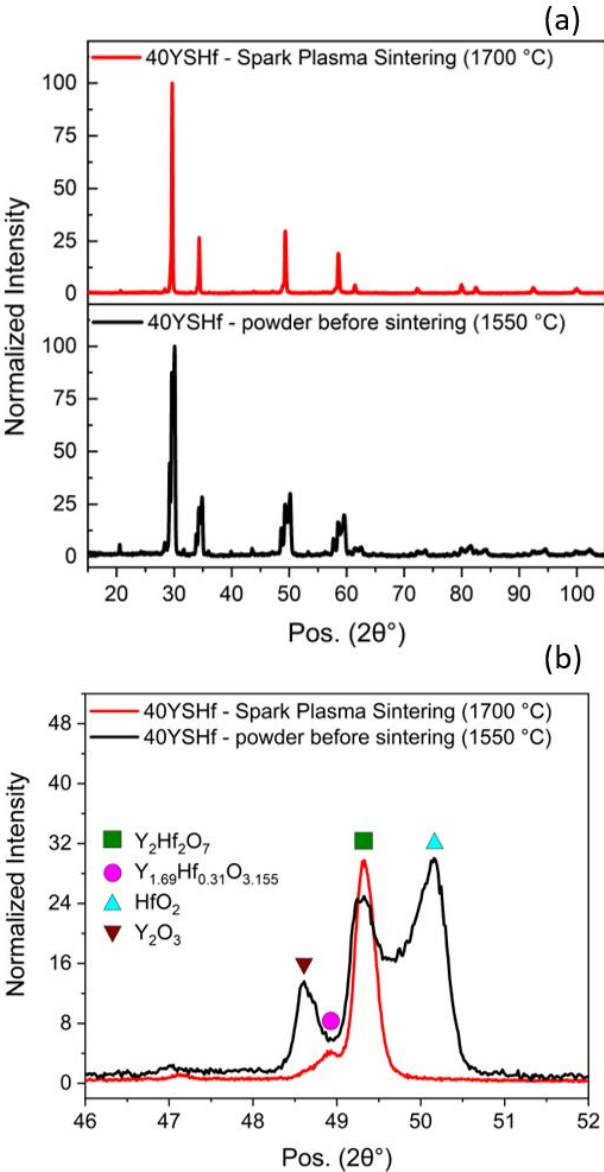 (a)
40YSHf - Spark Plasma Sintering (1700 °C)
100
75
50
25
0
40YSHf - powder before sintering (1550 °C)
100
75
50
25
0
Normalized Intensity
Normalized Intensity
20 30 40 50 60 70 80 90 100
Pos. (2θ°)
(b)
40YSHf - Spark Plasma Sintering (1700 °C)
40YSHf - powder before sintering (1550 °C)
48
40
32
24
16
8
0
Normalized Intensity
Y₂Hf₂O₇
Y₁.₆₉Hf₀.₃₁O₃.₁₅₅
HfO₂
Y₂O₃
46 47 48 49 50 51 52
Pos. (2θ°)